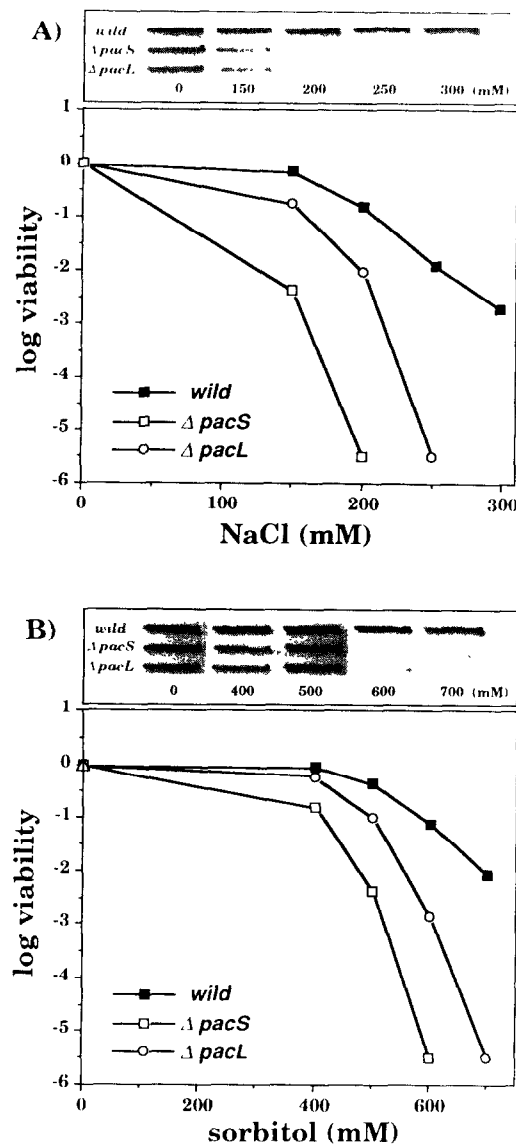 A)
wild
ΔpacS
ΔpacL
0 150 200 250 300 (mM)
1
0
-1
-2
-3
-4
-5
-6
log viability
wild
Δ pacS
Δ pacL
0 100 200 300
NaCl (mM)
B)
wild
ΔpacS
ΔpacL
0 400 500 600 700 (mM)
1
0
-1
-2
-3
-4
-5
-6
log viability
wild
Δ pacS
Δ pacL
0 200 400 600
sorbitol (mM)